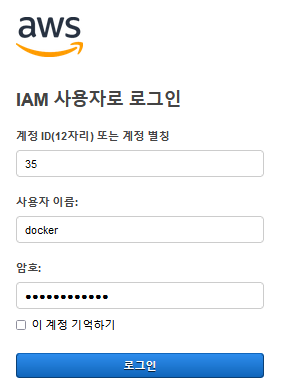 aws
IAM 사용자로 로그인
계정 ID(12자리) 또는 계정 별칭
35
사용자 이름:
docker
암호:
••••••••••••
이 계정 기억하기
로그인